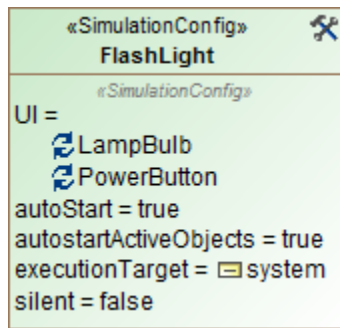 «SimulationConfig»
FlashLight
«SimulationConfig»
UI =
LampBulb
PowerButton
autoStart = true
autostartActiveObjects = true
executionTarget = system
silent = false